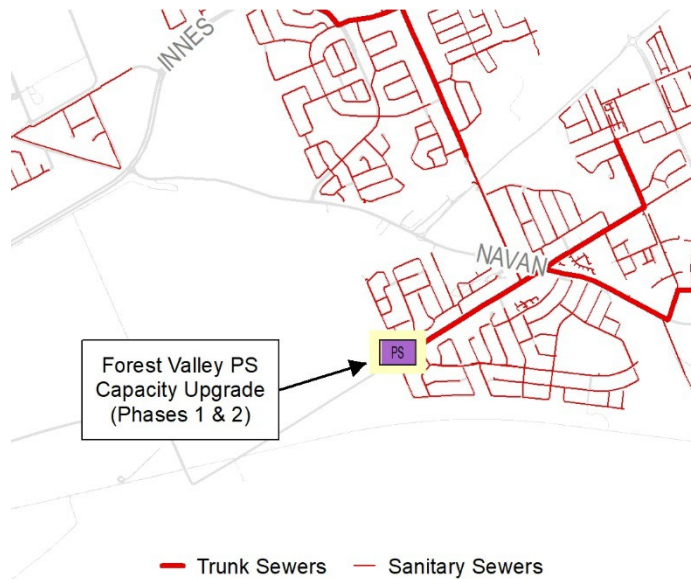 INNES
NAVAN
PS
Forest Valley PS
Capacity Upgrade
(Phases 1 & 2)
Trunk Sewers
Sanitary Sewers